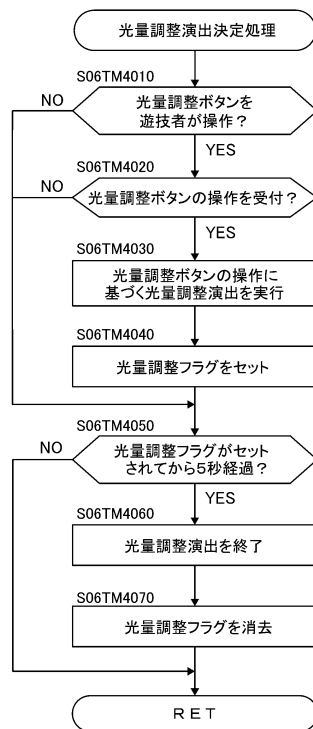 光量調整演出決定処理
S06TM4010
NO
光量調整ボタンを
遊技者が操作？
YES
S06TM4020
NO
光量調整ボタンの操作を受付？
YES
S06TM4030
光量調整ボタンの操作に
基づく光量調整演出を実行
S06TM4040
光量調整フラグをセット
S06TM4050
NO
光量調整フラグがセット
されてから５秒経過？
YES
S06TM4060
光量調整演出を終了
S06TM4070
光量調整フラグを消去
ＲＥＴ